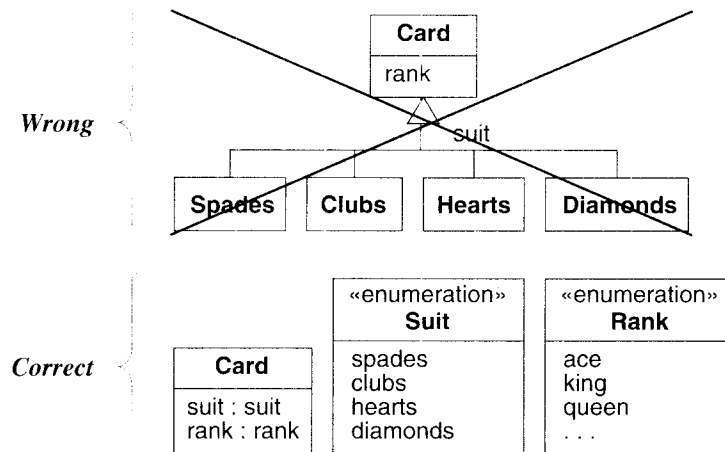 Card
rank
Wrong
suit
Spades Clubs Hearts Diamonds
«enumeration»
Suit
spades
clubs
hearts
diamonds
«enumeration»
Rank
ace
king
queen
. . .
Correct
Card
suit : suit
rank : rank